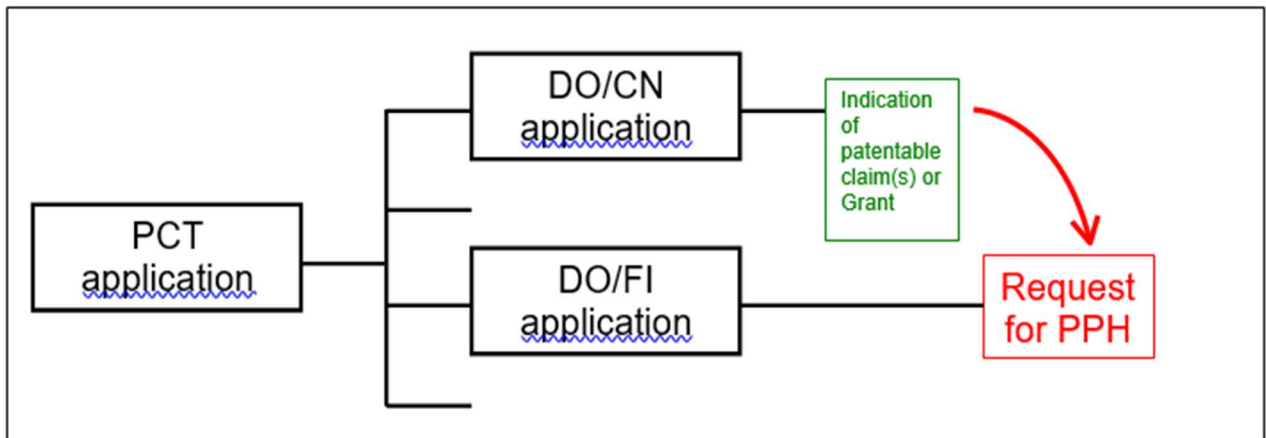 PCT
application
DO/CN
application
DO/FI
application
Indication
of
patentable
claim(s) or
Grant
Request
for PPH